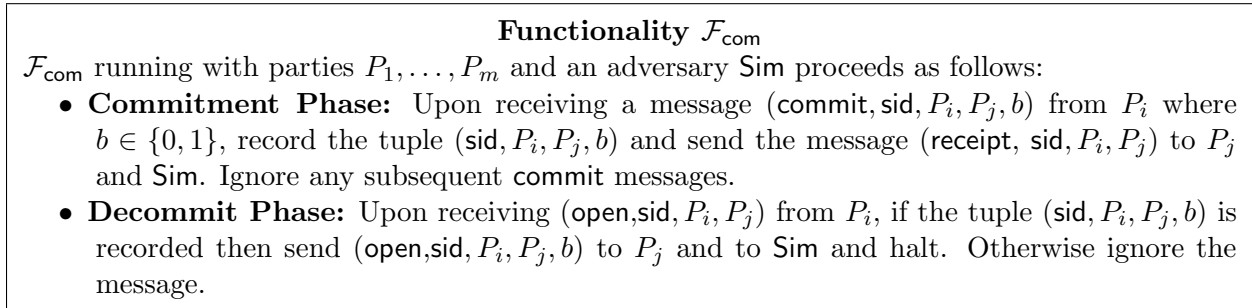 Functionality 𝓕com
𝓕com running with parties P1, . . . , Pm and an adversary Sim proceeds as follows:
• Commitment Phase: Upon receiving a message (commit, sid, Pi, Pj, b) from Pi where
b ∈ {0, 1}, record the tuple (sid, Pi, Pj, b) and send the message (receipt, sid, Pi, Pj) to Pj
and Sim. Ignore any subsequent commit messages.
• Decommit Phase: Upon receiving (open,sid, Pi, Pj) from Pi, if the tuple (sid, Pi, Pj, b) is
recorded then send (open,sid, Pi, Pj, b) to Pj and to Sim and halt. Otherwise ignore the
message.